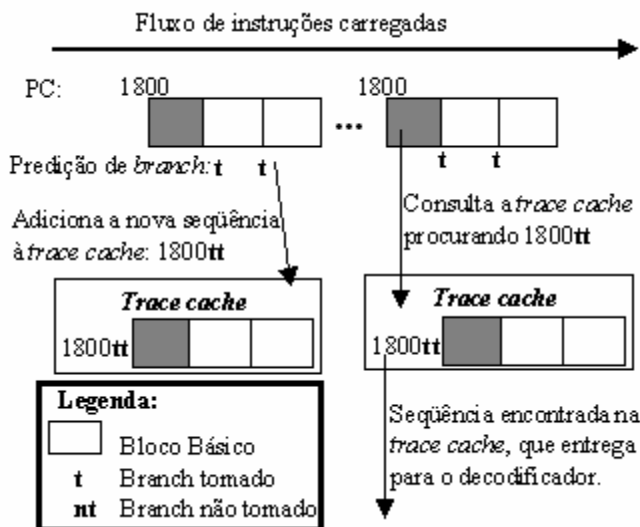 Fluxo de instruções carregadas
PC: 1800 1800
...
Predição de branch: t t t t
Adiciona a nova seqüência
à trace cache: 1800tt
Consulta a trace cache
procurando 1800tt
Trace cache
1800tt
Trace cache
1800tt
Legenda:
Bloco Básico
t Branch tomado
nt Branch não tomado
Seqüência encontrada na
trace cache, que entrega
para o decodificador.